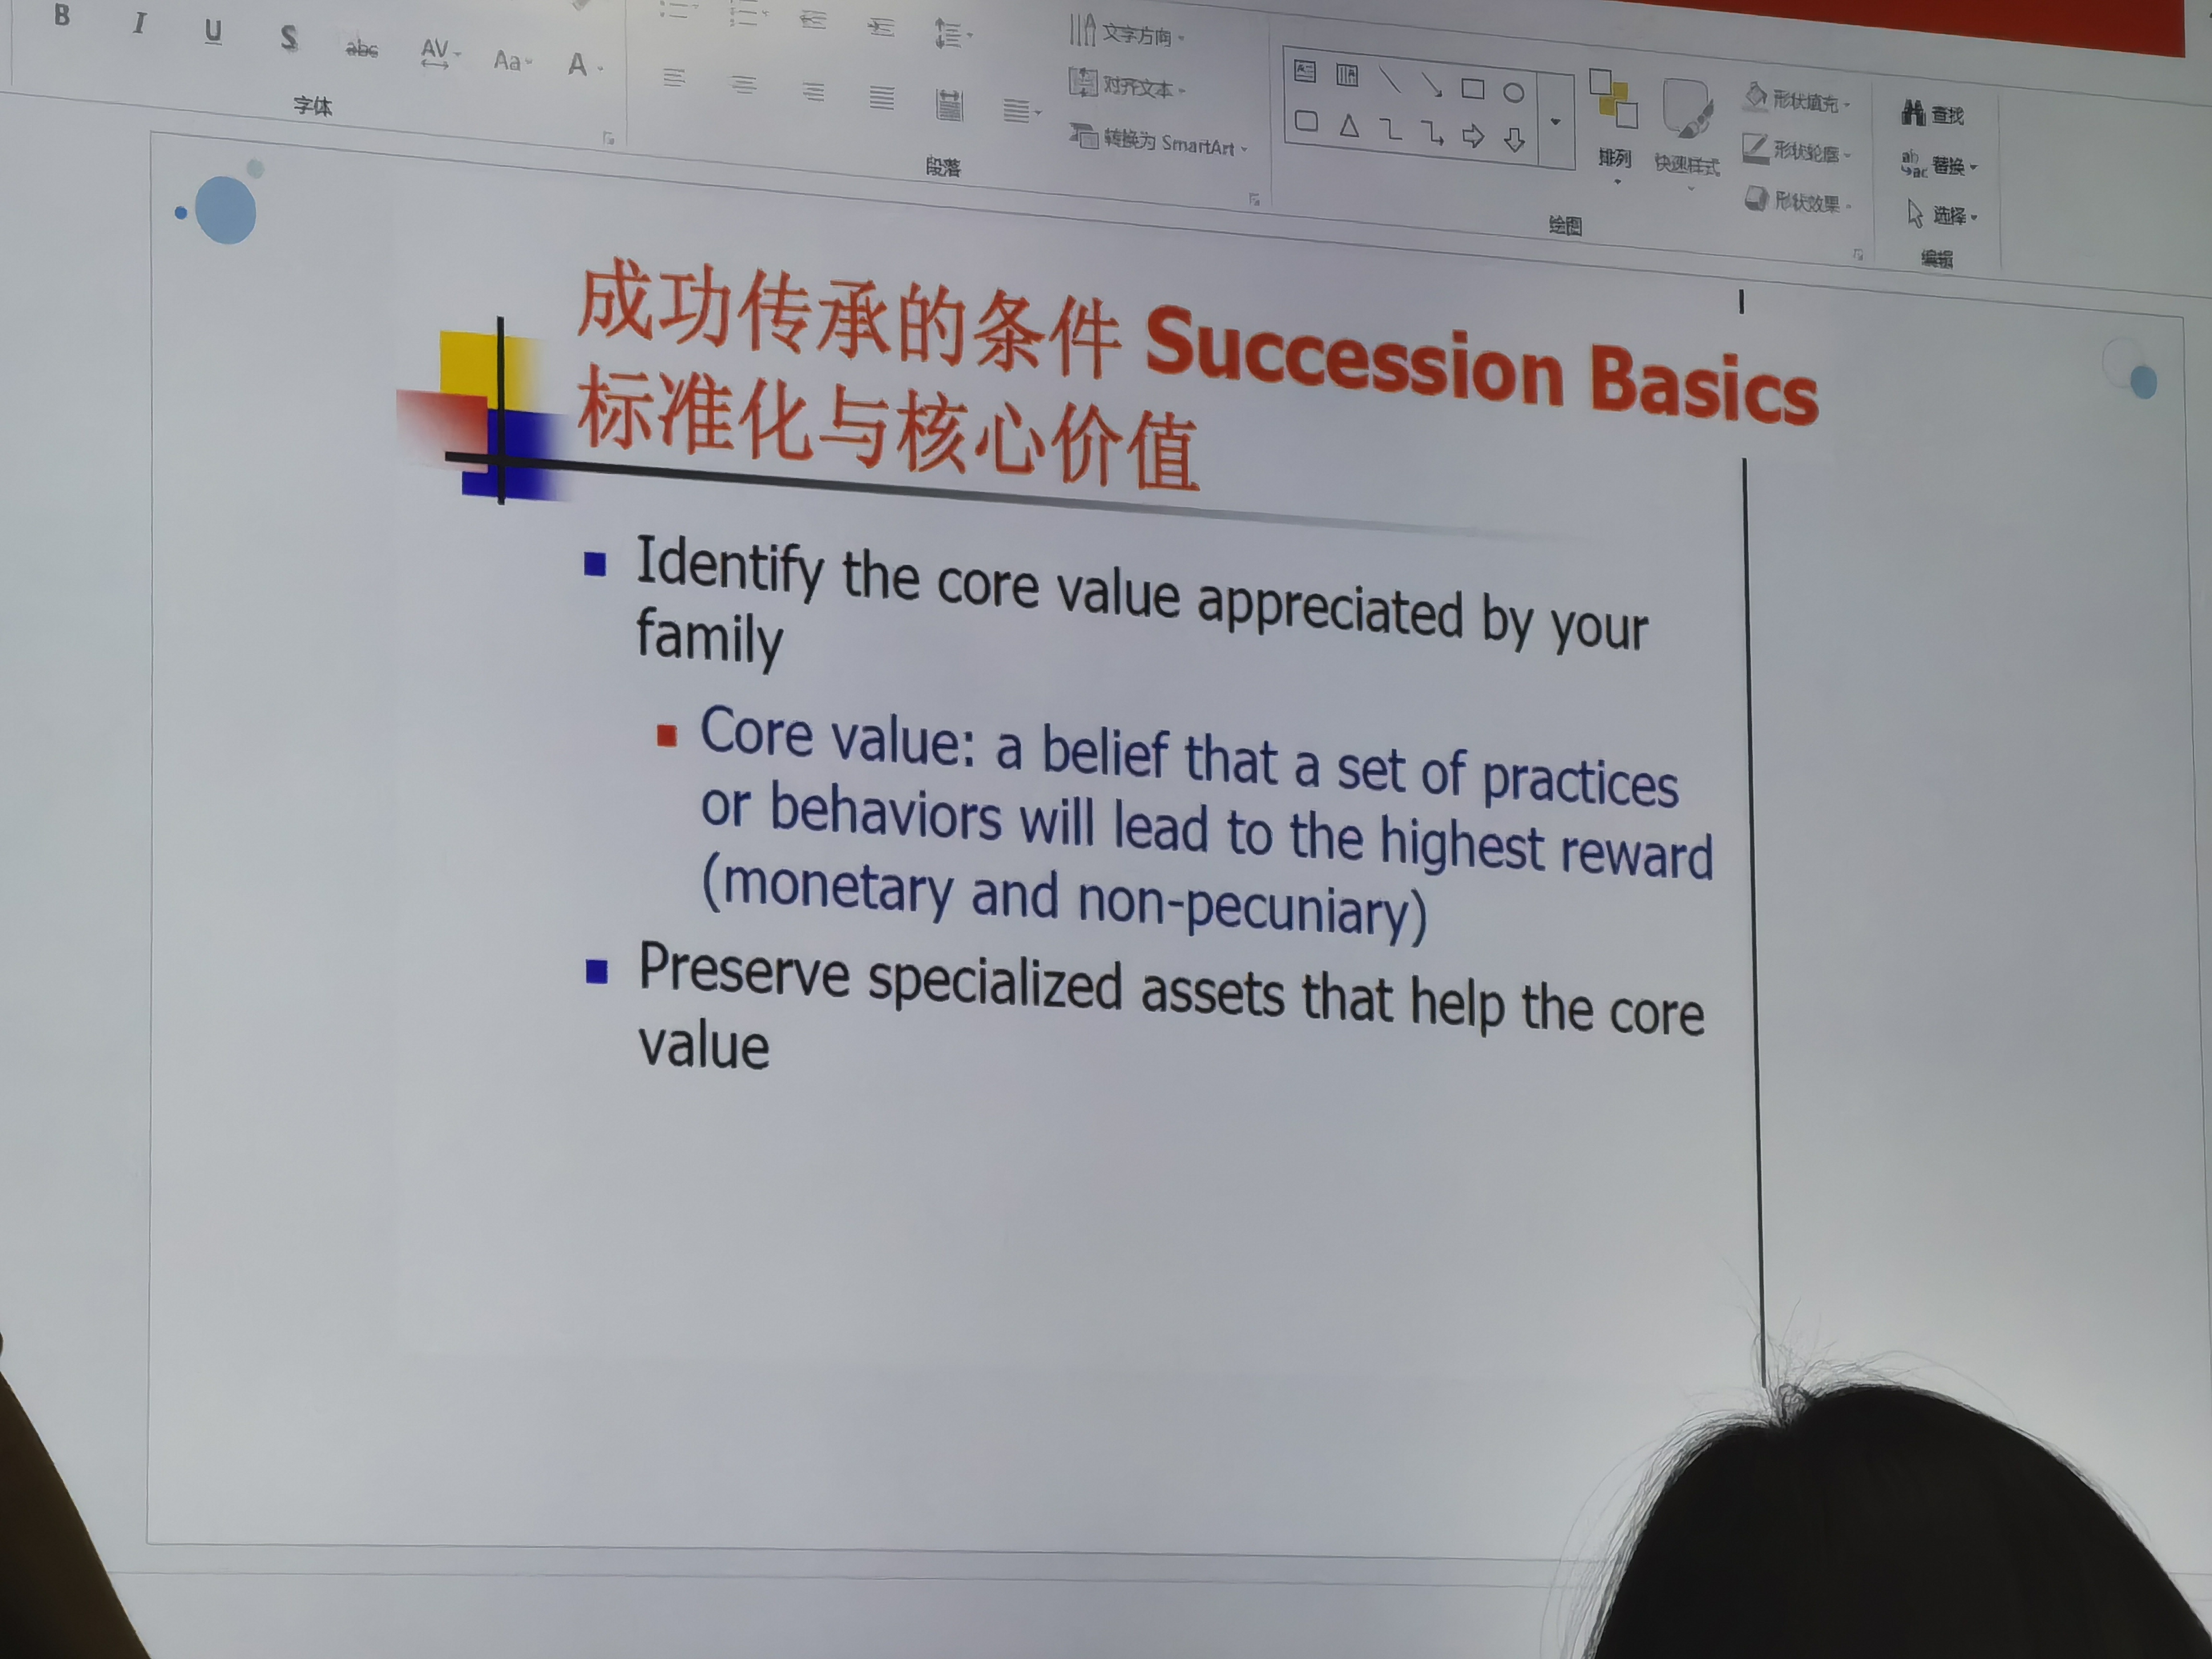 B I U S abc AV Aa A
字体
段落
文字方向
对齐文本
转换为 SmartArt
排列
快速样式
形状填充
形状轮廓
形状效果
绘图
查找
替换
选择
编辑
成功传承的条件 Succession Basics
标准化与核心价值
Identify the core value appreciated by your
family
Core value: a belief that a set of practices
or behaviors will lead to the highest reward
(monetary and non-pecuniary)
Preserve specialized assets that help the core
value